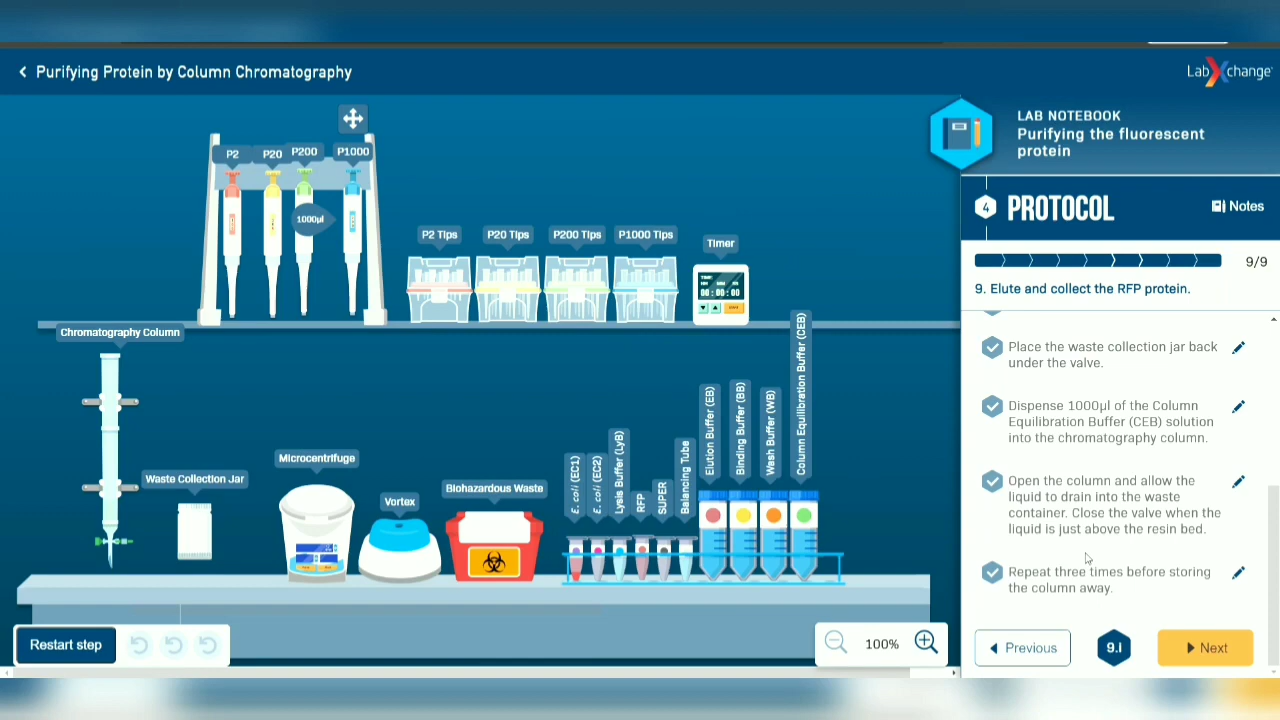 Purifying Protein by Column Chromatography
LabXchange
LAB NOTEBOOK
Purifying the fluorescent
protein
4 PROTOCOL
Notes
9/9
9. Elute and collect the RFP protein.
Place the waste collection jar back
under the valve.
Dispense 1000µl of the Column
Equilibration Buffer (CEB) solution
into the chromatography column.
Open the column and allow the
liquid to drain into the waste
container. Close the valve when the
liquid is just above the resin bed.
Repeat three times before storing
the column away.
Previous
9.i
Next
P2
P20
P200
P1000
1000µl
P2 Tips
P20 Tips
P200 Tips
P1000 Tips
Timer
00:00:00
Chromatography Column
Waste Collection Jar
Microcentrifuge
Vortex
Biohazardous Waste
E. coli (EC1)
E. coli (EC2)
Lysis Buffer (LyB)
RFP
SUPER
Balancing Tube
Elution Buffer (EB)
Binding Buffer (BB)
Wash Buffer (WB)
Column Equilibration Buffer (CEB)
Restart step
100%